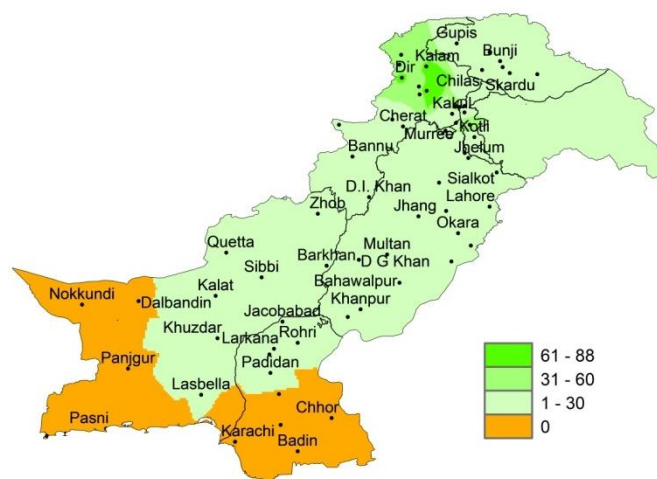 Gupis
Kalam
Bunji
Dir
Chilas
Skardu
Cherat
Murree
Kotli
Jhelum
Bannu
Sialkot
D.I. Khan
Lahore
Zhob
Jhang
Okara
Quetta
Multan
Barkhan
D G Khan
Sibbi
Bahawalpur
Nokkundi
Kalat
Dalbandin
Khanpur
Jacobabad
Khuzdar
Larkana
Rohri
Panjgur
Padidan
Lasbella
Pasni
Chhor
Karachi
Badin
61 - 88
31 - 60
1 - 30
0